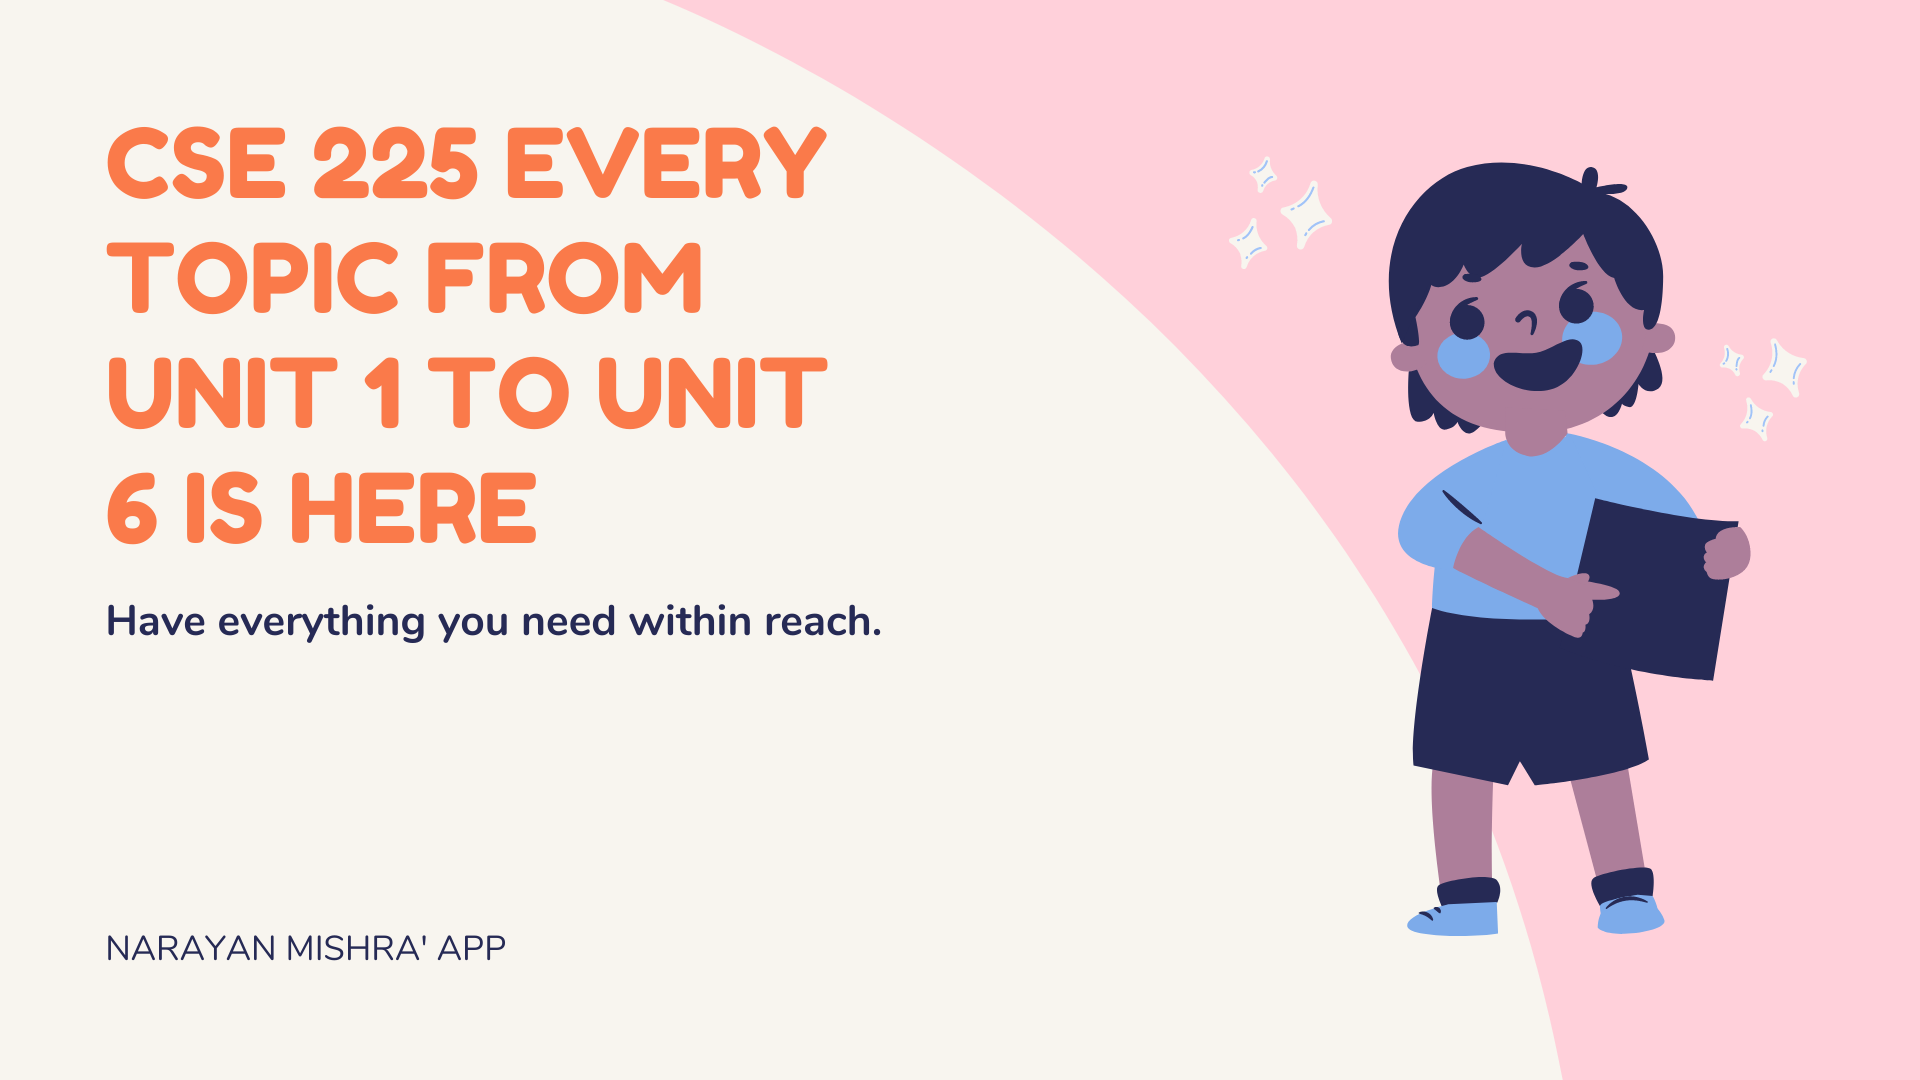 CSE 225 EVERY
TOPIC FROM
UNIT 1 TO UNIT
6 IS HERE
Have everything you need within reach.
NARAYAN MISHRA' APP